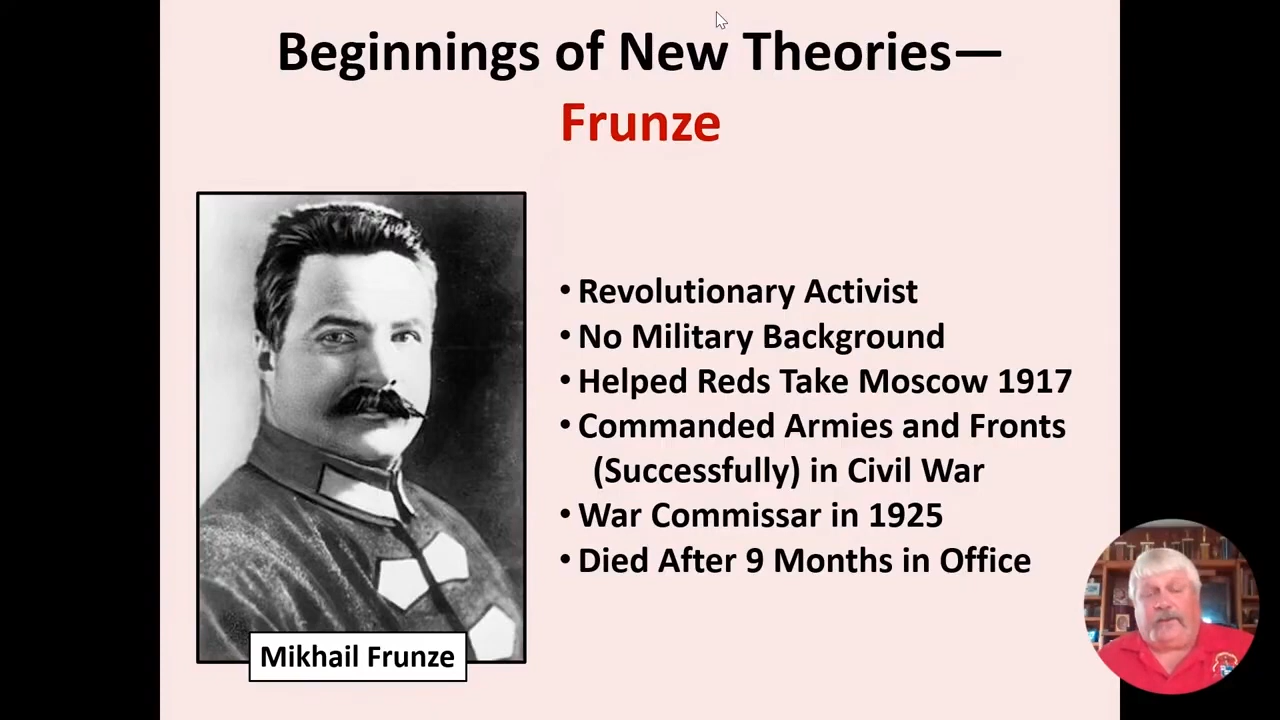 Beginnings of New Theories—
Frunze
• Revolutionary Activist
• No Military Background
• Helped Reds Take Moscow 1917
• Commanded Armies and Fronts
(Successfully) in Civil War
• War Commissar in 1925
• Died After 9 Months in Office
Mikhail Frunze